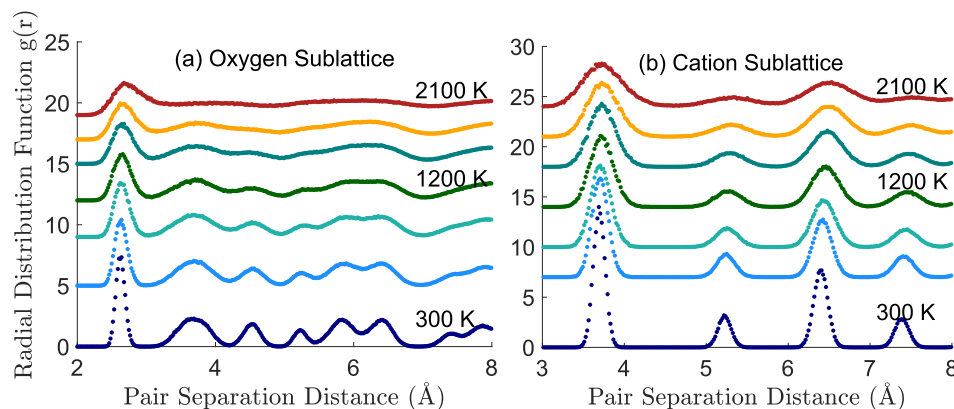 Radial Distribution Function g(r)
(a) Oxygen Sublattice
25
20
15
10
5
0
2100 K
1200 K
300 K
2
4
6
8
Pair Separation Distance (Å)
(b) Cation Sublattice
30
25
20
15
10
5
0
2100 K
1200 K
300 K
3
4
5
6
7
8
Pair Separation Distance (Å)